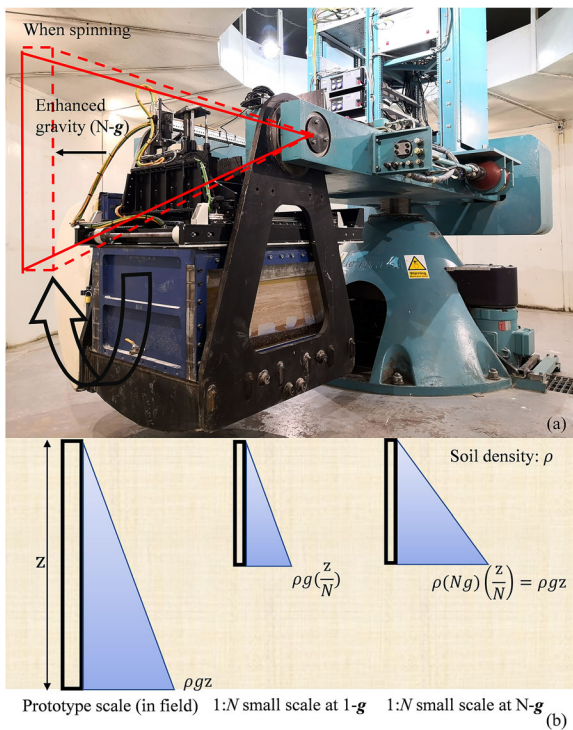 When spinning
Enhanced
gravity (N-g)
Warning
(a)
Soil density: ρ
z
ρg(z/N)
ρ(Ng)(z/N) = ρgz
ρgz
Prototype scale (in field)
1:N small scale at 1-g
1:N small scale at N-g
(b)